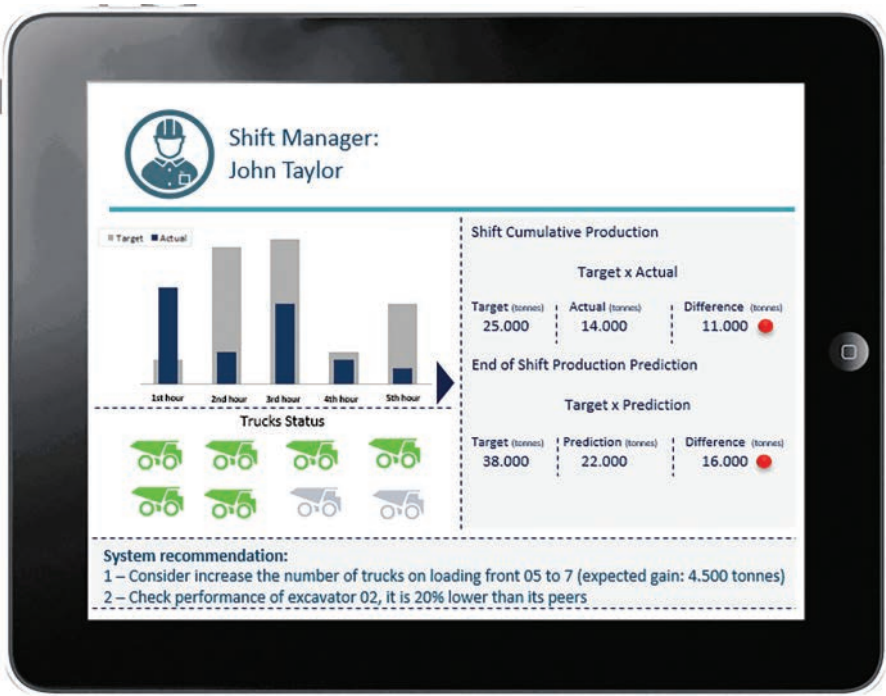 Shift Manager:
John Taylor
Target Actual
1st hour 2nd hour 3rd hour 4th hour 5th hour
Trucks Status
Shift Cumulative Production
Target x Actual
Target (tonnes) Actual (tonnes) Difference (tonnes)
25.000 14.000 11.000
End of Shift Production Prediction
Target x Prediction
Target (tonnes) Prediction (tonnes) Difference (tonnes)
38.000 22.000 16.000
System recommendation:
1 – Consider increase the number of trucks on loading front 05 to 7 (expected gain: 4.500 tonnes)
2 – Check performance of excavator 02, it is 20% lower than its peers